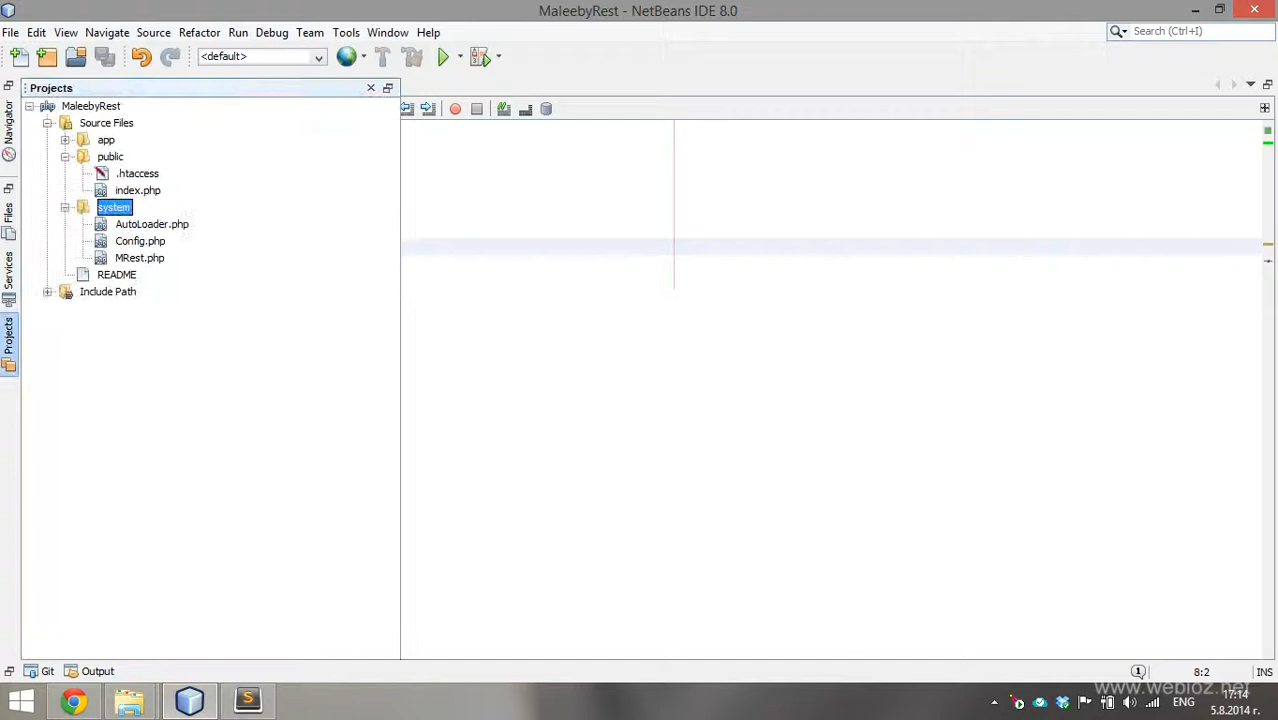 MaleebyRest - NetBeans IDE 8.0
File Edit View Navigate Source Refactor Run Debug Team Tools Window Help
Search (Ctrl+I)
<default>
Projects
MaleebyRest
Source Files
app
public
.htaccess
index.php
system
AutoLoader.php
Config.php
MRest.php
README
Include Path
Navigator
Files
Services
Projects
Git Output
1
8:2
INS
www.webloz.net
ENG
17:14
5.8.2014 г.